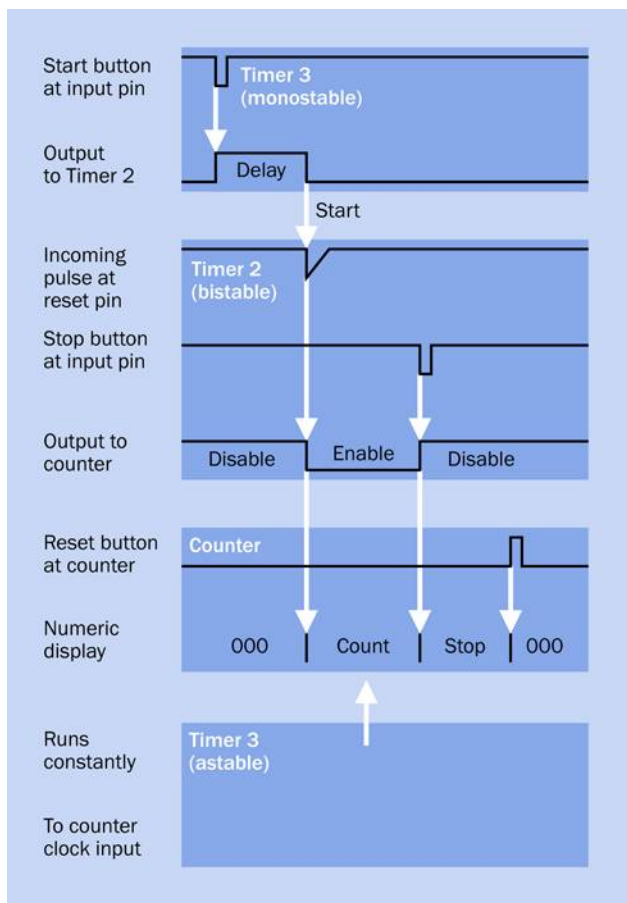 Start button
at input pin
Timer 3
(monostable)
Output
to Timer 2
Delay
Start
Incoming
pulse at
reset pin
Timer 2
(bistable)
Stop button
at input pin
Output to
counter
Disable
Enable
Disable
Reset button
at counter
Counter
Numeric
display
000
Count
Stop
000
Runs
constantly
Timer 3
(astable)
To counter
clock input